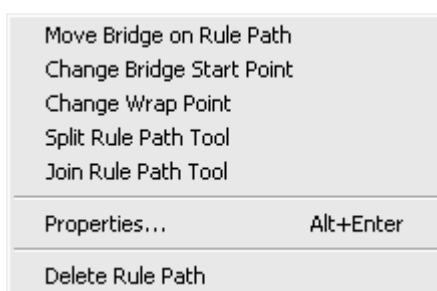 Move Bridge on Rule Path
Change Bridge Start Point
Change Wrap Point
Split Rule Path Tool
Join Rule Path Tool
Properties... Alt+Enter
Delete Rule Path